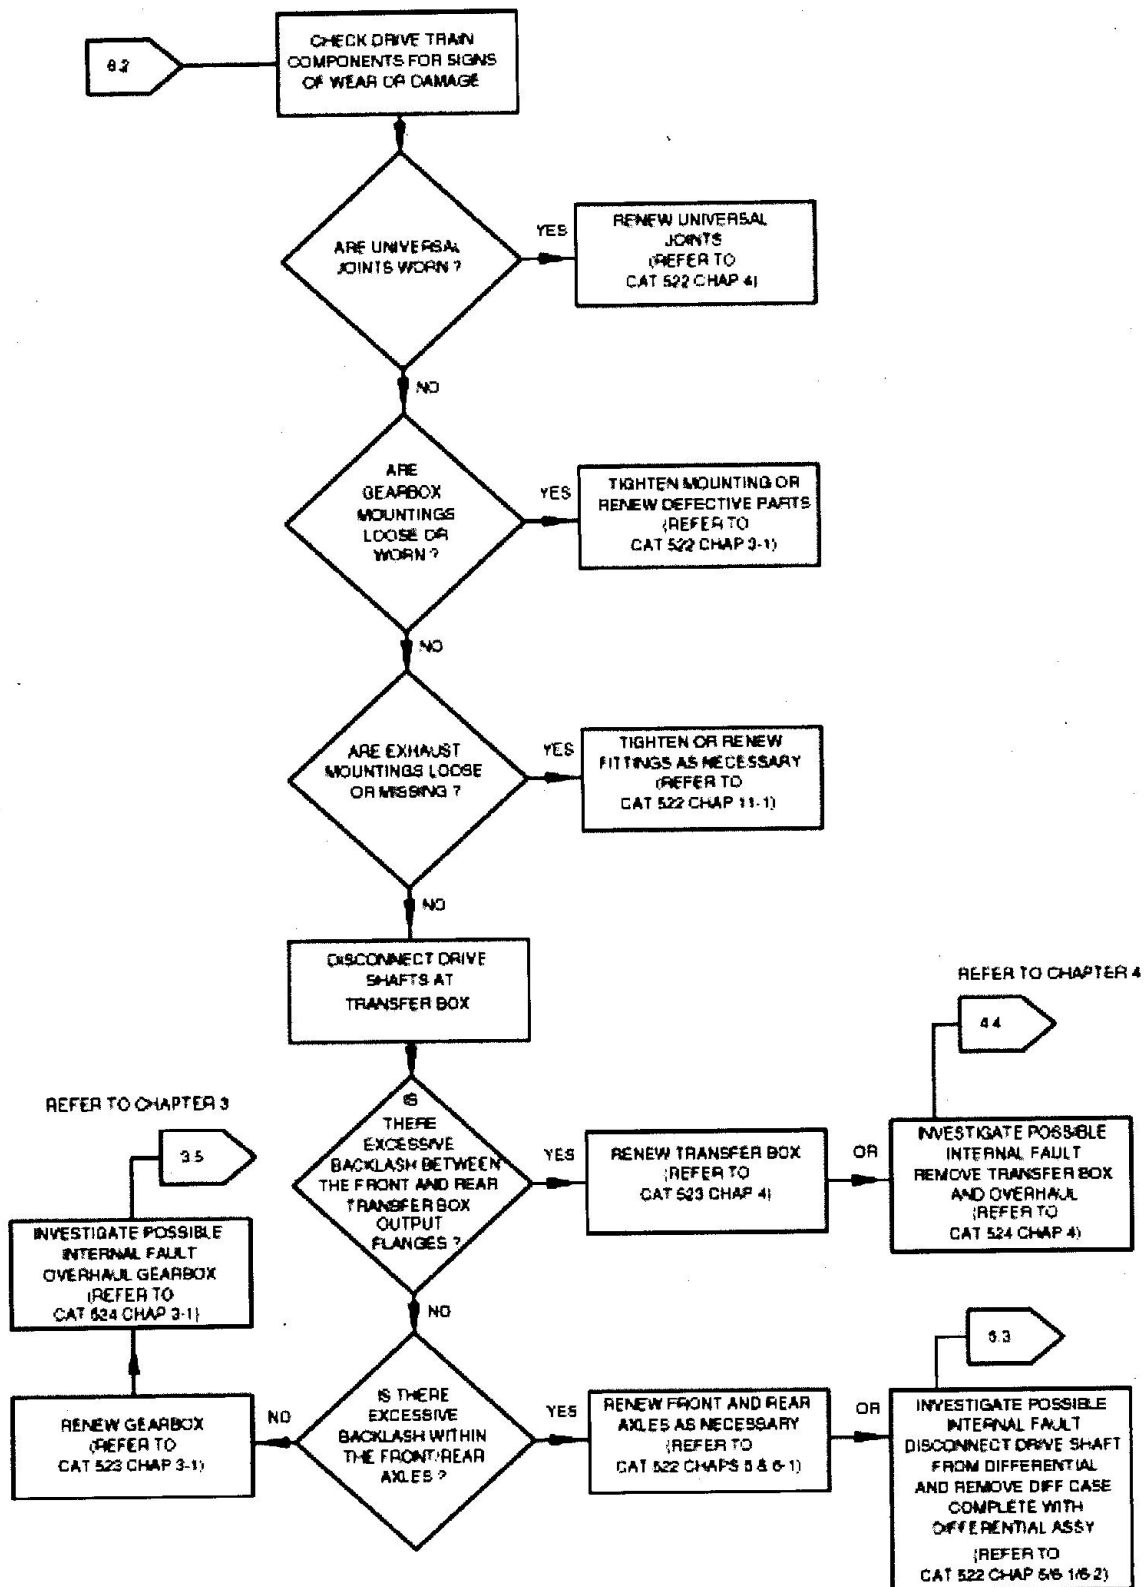 6.2
CHECK DRIVE TRAIN
COMPONENTS FOR SIGNS
OF WEAR OR DAMAGE
ARE UNIVERSAL
JOINTS WORN ?
YES
RENEW UNIVERSAL
JOINTS
(REFER TO
CAT 522 CHAP 4)
NO
ARE
GEARBOX
MOUNTINGS
LOOSE OR
WORN ?
YES
TIGHTEN MOUNTING OR
RENEW DEFECTIVE PARTS
(REFER TO
CAT 522 CHAP 3-1)
NO
ARE EXHAUST
MOUNTINGS LOOSE
OR MISSING ?
YES
TIGHTEN OR RENEW
FITTINGS AS NECESSARY
(REFER TO
CAT 522 CHAP 11-1)
NO
DISCONNECT DRIVE
SHAFTS AT
TRANSFER BOX
REFER TO CHAPTER 4
4.4
REFER TO CHAPTER 3
3.5
IS
THERE
EXCESSIVE
BACKLASH BETWEEN
THE FRONT AND REAR
TRANSFER BOX
OUTPUT
FLANGES ?
YES
RENEW TRANSFER BOX
(REFER TO
CAT 523 CHAP 4)
OR
INVESTIGATE POSSIBLE
INTERNAL FAULT
REMOVE TRANSFER BOX
AND OVERHAUL
(REFER TO
CAT 524 CHAP 4)
INVESTIGATE POSSIBLE
INTERNAL FAULT
OVERHAUL GEARBOX
(REFER TO
CAT 524 CHAP 3-1)
NO
5.3
RENEW GEARBOX
(REFER TO
CAT 523 CHAP 3-1)
NO
IS THERE
EXCESSIVE
BACKLASH WITHIN
THE FRONT/REAR
AXLES ?
YES
RENEW FRONT AND REAR
AXLES AS NECESSARY
(REFER TO
CAT 522 CHAPS 5 & 6-1)
OR
INVESTIGATE POSSIBLE
INTERNAL FAULT
DISCONNECT DRIVE SHAFT
FROM DIFFERENTIAL
AND REMOVE DIFF CASE
COMPLETE WITH
DIFFERENTIAL ASSY
(REFER TO
CAT 522 CHAP 5/6-1/6-2)